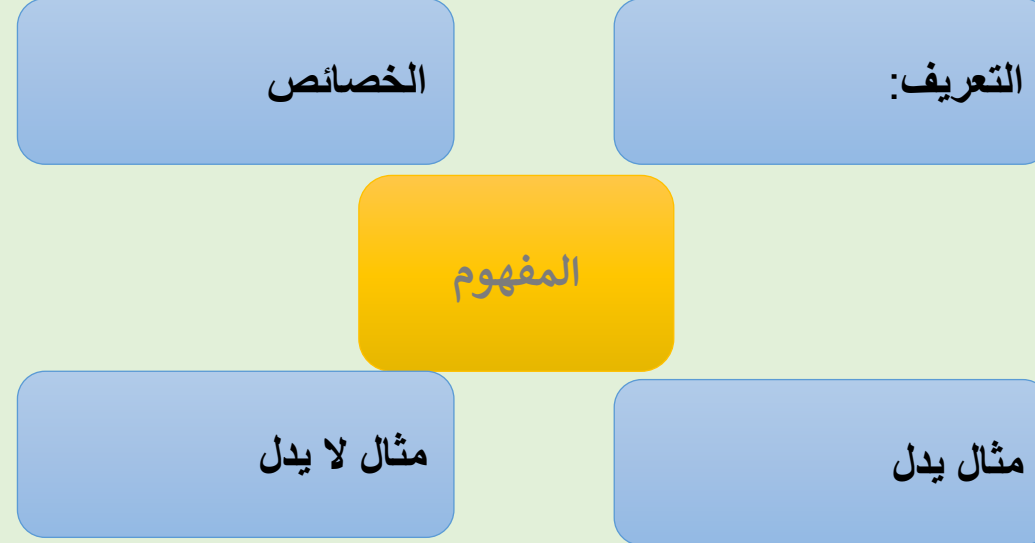 التعريف:
الخصائص
المفهوم
مثال يدل
مثال لا يدل